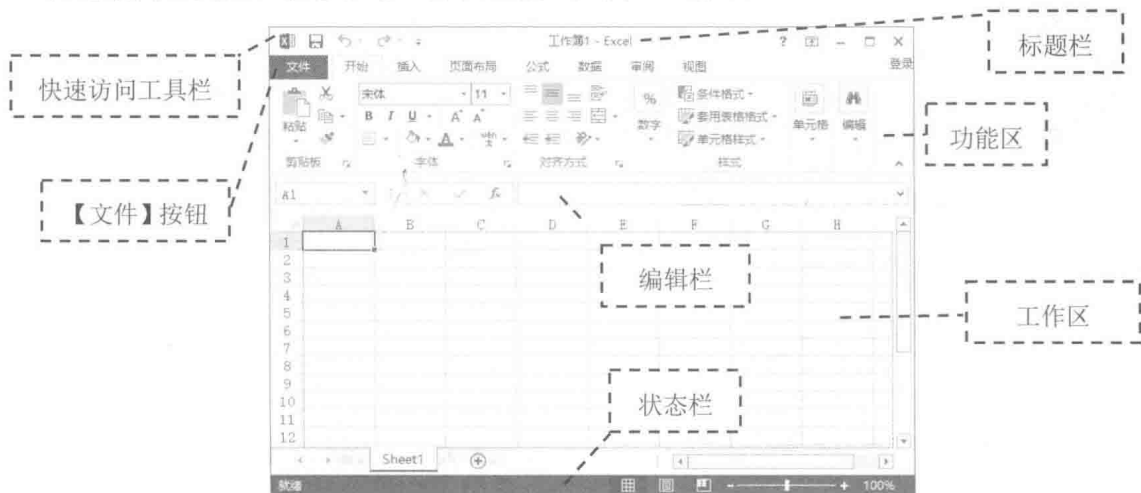 工作簿1 - Excel ?
标题栏
快速访问工具栏
文件 开始 插入 页面布局 公式 数据 审阅 视图 登录
宋体 11
条件格式
B I U A A
% 套用表格格式
粘贴 数字 单元格 编辑
A wén 单元格样式
功能区
剪贴板 字体 对齐方式 样式
【文件】按钮
A1 fx
A B C D E F G H
1
2
编辑栏
3
4
5
工作区
6
7
8
9
状态栏
10
11
12
Sheet1
就绪 100%